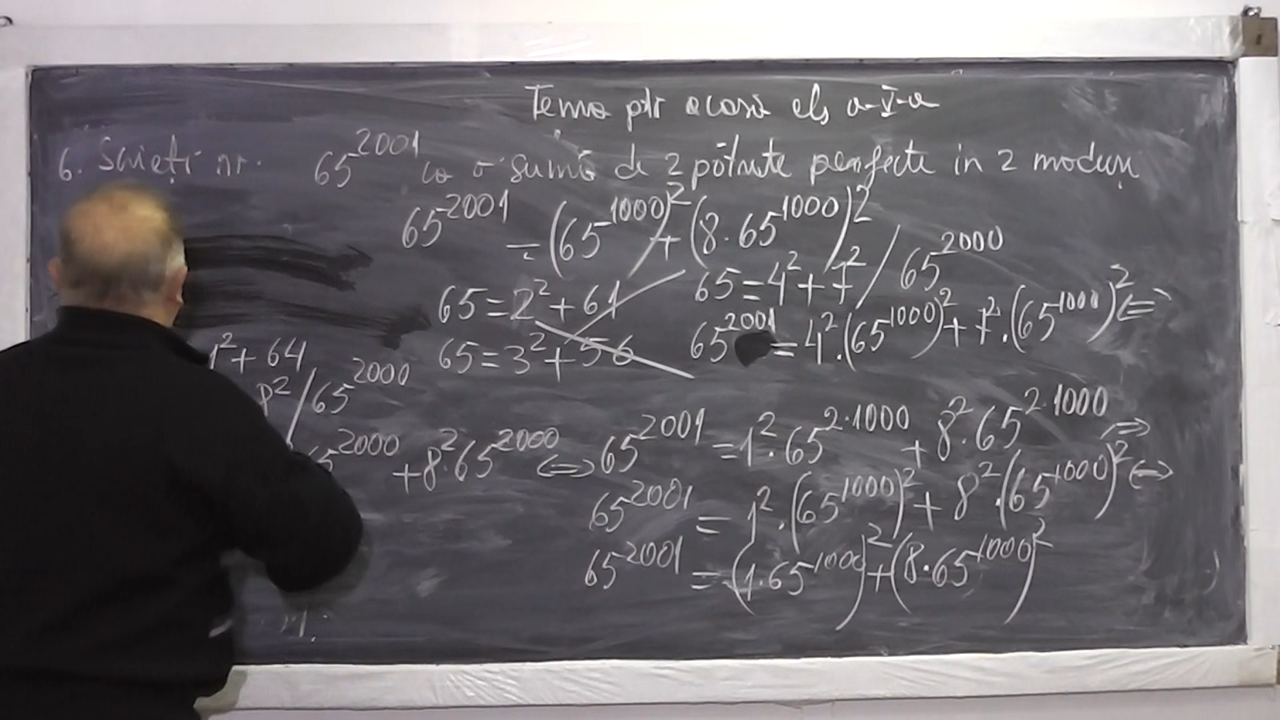 Tema ptr acasă cls a-V-a
6. Scrieți nr. 65^2001 ca o sumă de 2 pătrate perfecte in 2 moduri
65^2001 = (65^1000)^2 + (8·65^1000)^2
65 = 2^2 + 61
65 = 4^2 + 7^2 / 65^2000
65 = 3^2 + 56
65^2001 = 4^2·(65^1000)^2 + 7^2·(65^1000)^2 <=>
1^2 + 64
8^2 / 65^2000
65^2000 + 8^2·65^2000 <=> 65^2001 = 1^2·65^2·1000 + 8^2·65^2·1000 =>
65^2001 = 1^2·(65^1000)^2 + 8^2·(65^1000)^2 <=>
65^2001 = (1·65^1000)^2 + (8·65^1000)^2